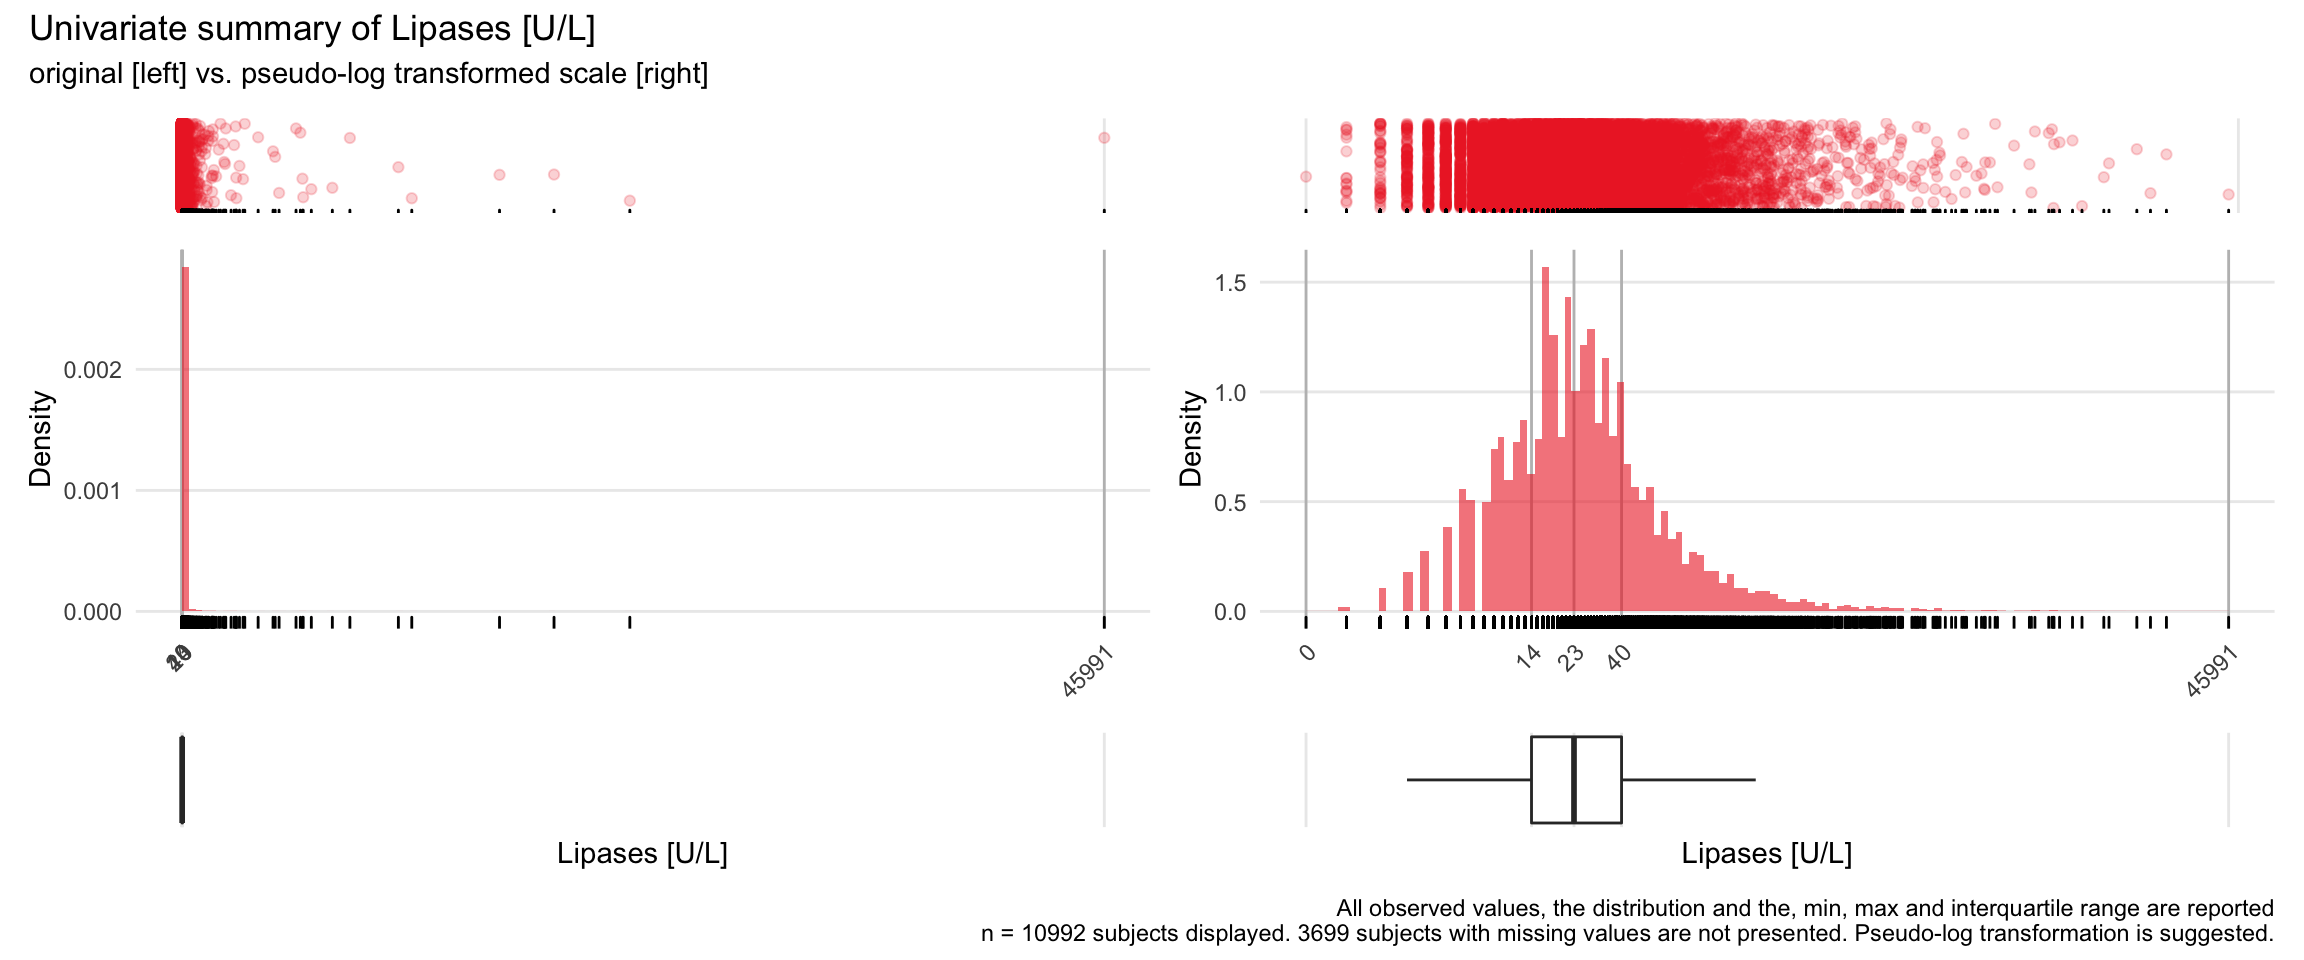 Univariate summary of Lipases [U/L]
original [left] vs. pseudo-log transformed scale [right]
Density
0.002
0.001
0.000
45991
Lipases [U/L]
Density
1.5
1.0
0.5
0.0
0
14
23
40
45991
Lipases [U/L]
All observed values, the distribution and the, min, max and interquartile range are reported
n = 10992 subjects displayed. 3699 subjects with missing values are not presented. Pseudo-log transformation is suggested.